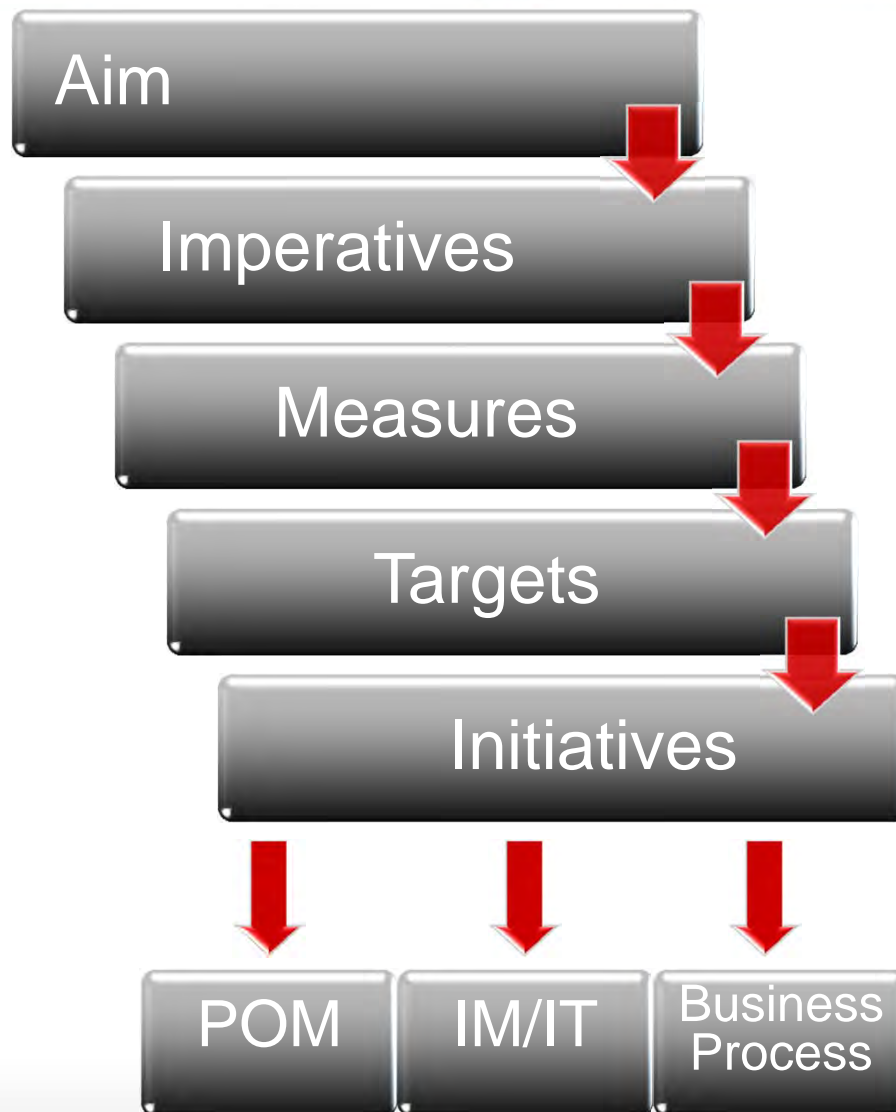 Aim
Imperatives
Measures
Targets
Initiatives
POM
IM/IT
Business
Process